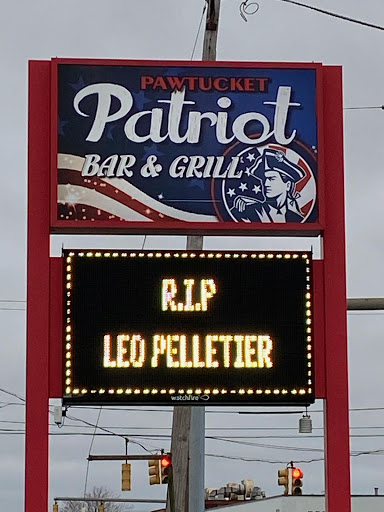 PAWTUCKET
Patriot
BAR & GRILL
R.I.P
LEO PELLETIER
watchfire